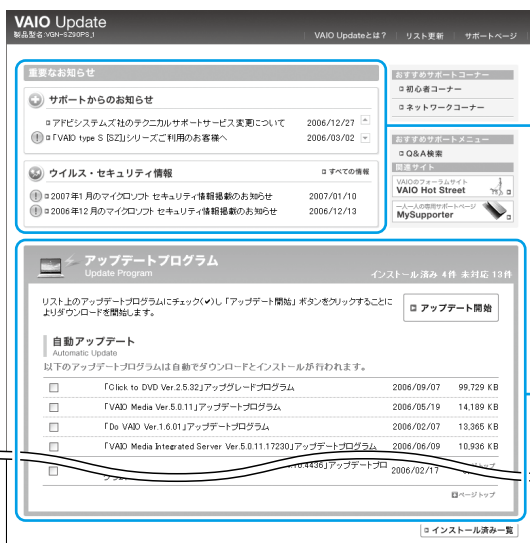 VAIO Update
製品型名:VGN-SZ90PS_1
VAIO Updateとは?
リスト更新
サポートページ
重要なお知らせ
サポートからのお知らせ
アドビシステムズ社のテクニカルサポートサービス変更について 2006/12/27
「VAIO type S [SZ]」シリーズご利用のお客様へ 2006/03/02
ウイルス・セキュリティ情報
すべての情報
2007年1月のマイクロソフト セキュリティ情報掲載のお知らせ 2007/01/10
2006年12月のマイクロソフト セキュリティ情報掲載のお知らせ 2006/12/13
おすすめサポートコーナー
初心者コーナー
ネットワークコーナー
おすすめサポートメニュー
Q&A検索
関連サイト
VAIOのフォーラムサイト
VAIO Hot Street
一人一人の専用サポートページ
MySupporter
アップデートプログラム
Update Program
インストール済み 4件 未対応 13件
リスト上のアップデートプログラムにチェック(✓)し「アップデート開始」ボタンをクリックすることに
よりダウンロードを開始します。
アップデート開始
自動アップデート
Automatic Update
以下のアップデートプログラムは自動でダウンロードとインストールが行われます。
「Click to DVD Ver.2.5.32」アップグレードプログラム 2006/09/07 99,729 KB
「VAIO Media Ver.5.0.11」アップデートプログラム 2006/05/19 14,189 KB
「Do VAIO Ver.1.6.01」アップデートプログラム 2006/02/07 13,365 KB
「VAIO Media Integrated Server Ver.5.0.11.17230」アップデートプログラム 2006/06/09 10,936 KB
4436」アップデートプロ 2006/02/17
ページトップ
インストール済み一覧